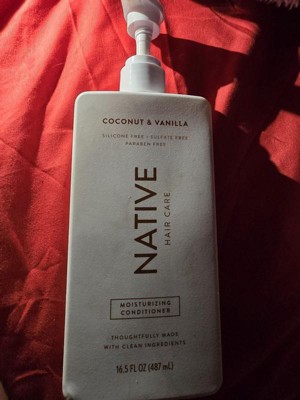 COCONUT & VANILLA
SILICONE FREE • SULFATE FREE
PARABEN FREE
NATIVE
HAIR CARE
MOISTURIZING
CONDITIONER
THOUGHTFULLY MADE
WITH CLEAN INGREDIENTS
16.5 FL OZ (487 mL)